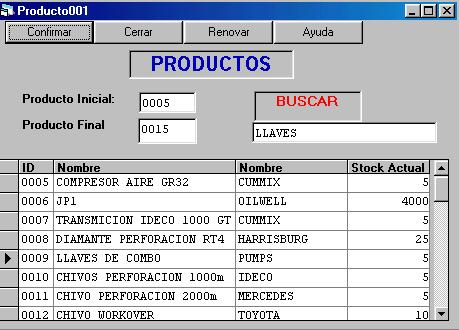 Producto001
Confirmar Cerrar Renovar Ayuda
PRODUCTOS
Producto Inicial: 0005 BUSCAR
Producto Final 0015 LLAVES
ID Nombre Nombre Stock Actual
0005 COMPRESOR AIRE GR32 CUMMIX 5
0006 JP1 OILWELL 4000
0007 TRANSMICION IDECO 1000 GT CUMMIX 5
0008 DIAMANTE PERFORACION RT4 HARRISBURG 25
0009 LLAVES DE COMBO PUMPS 5
0010 CHIVOS PERFORACION 1000m IDECO 5
0011 CHIVO PERFORACION 2000m MERCEDES 5
0012 CHIVO WORKOVER TOYOTA 10